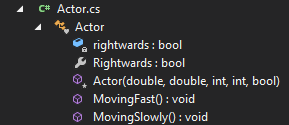 C# Actor.cs
Actor
rightwards : bool
Rightwards : bool
Actor(double, double, int, int, bool)
MovingFast() : void
MovingSlowly() : void